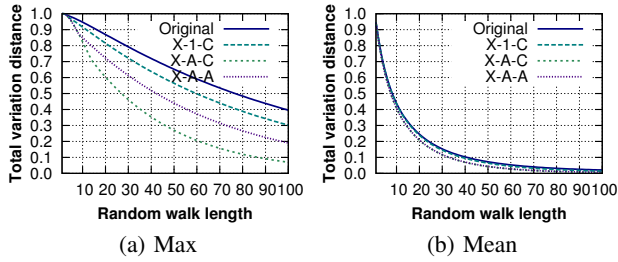 Total variation distance
1.0
0.9
0.8
0.7
0.6
0.5
0.4
0.3
0.2
0.1
0.0
Original
X-1-C
X-A-C
X-A-A
10 20 30 40 50 60 70 80 90 100
Random walk length
(a) Max
Total variation distance
1.0
0.9
0.8
0.7
0.6
0.5
0.4
0.3
0.2
0.1
0.0
Original
X-1-C
X-A-C
X-A-A
10 20 30 40 50 60 70 80 90 100
Random walk length
(b) Mean